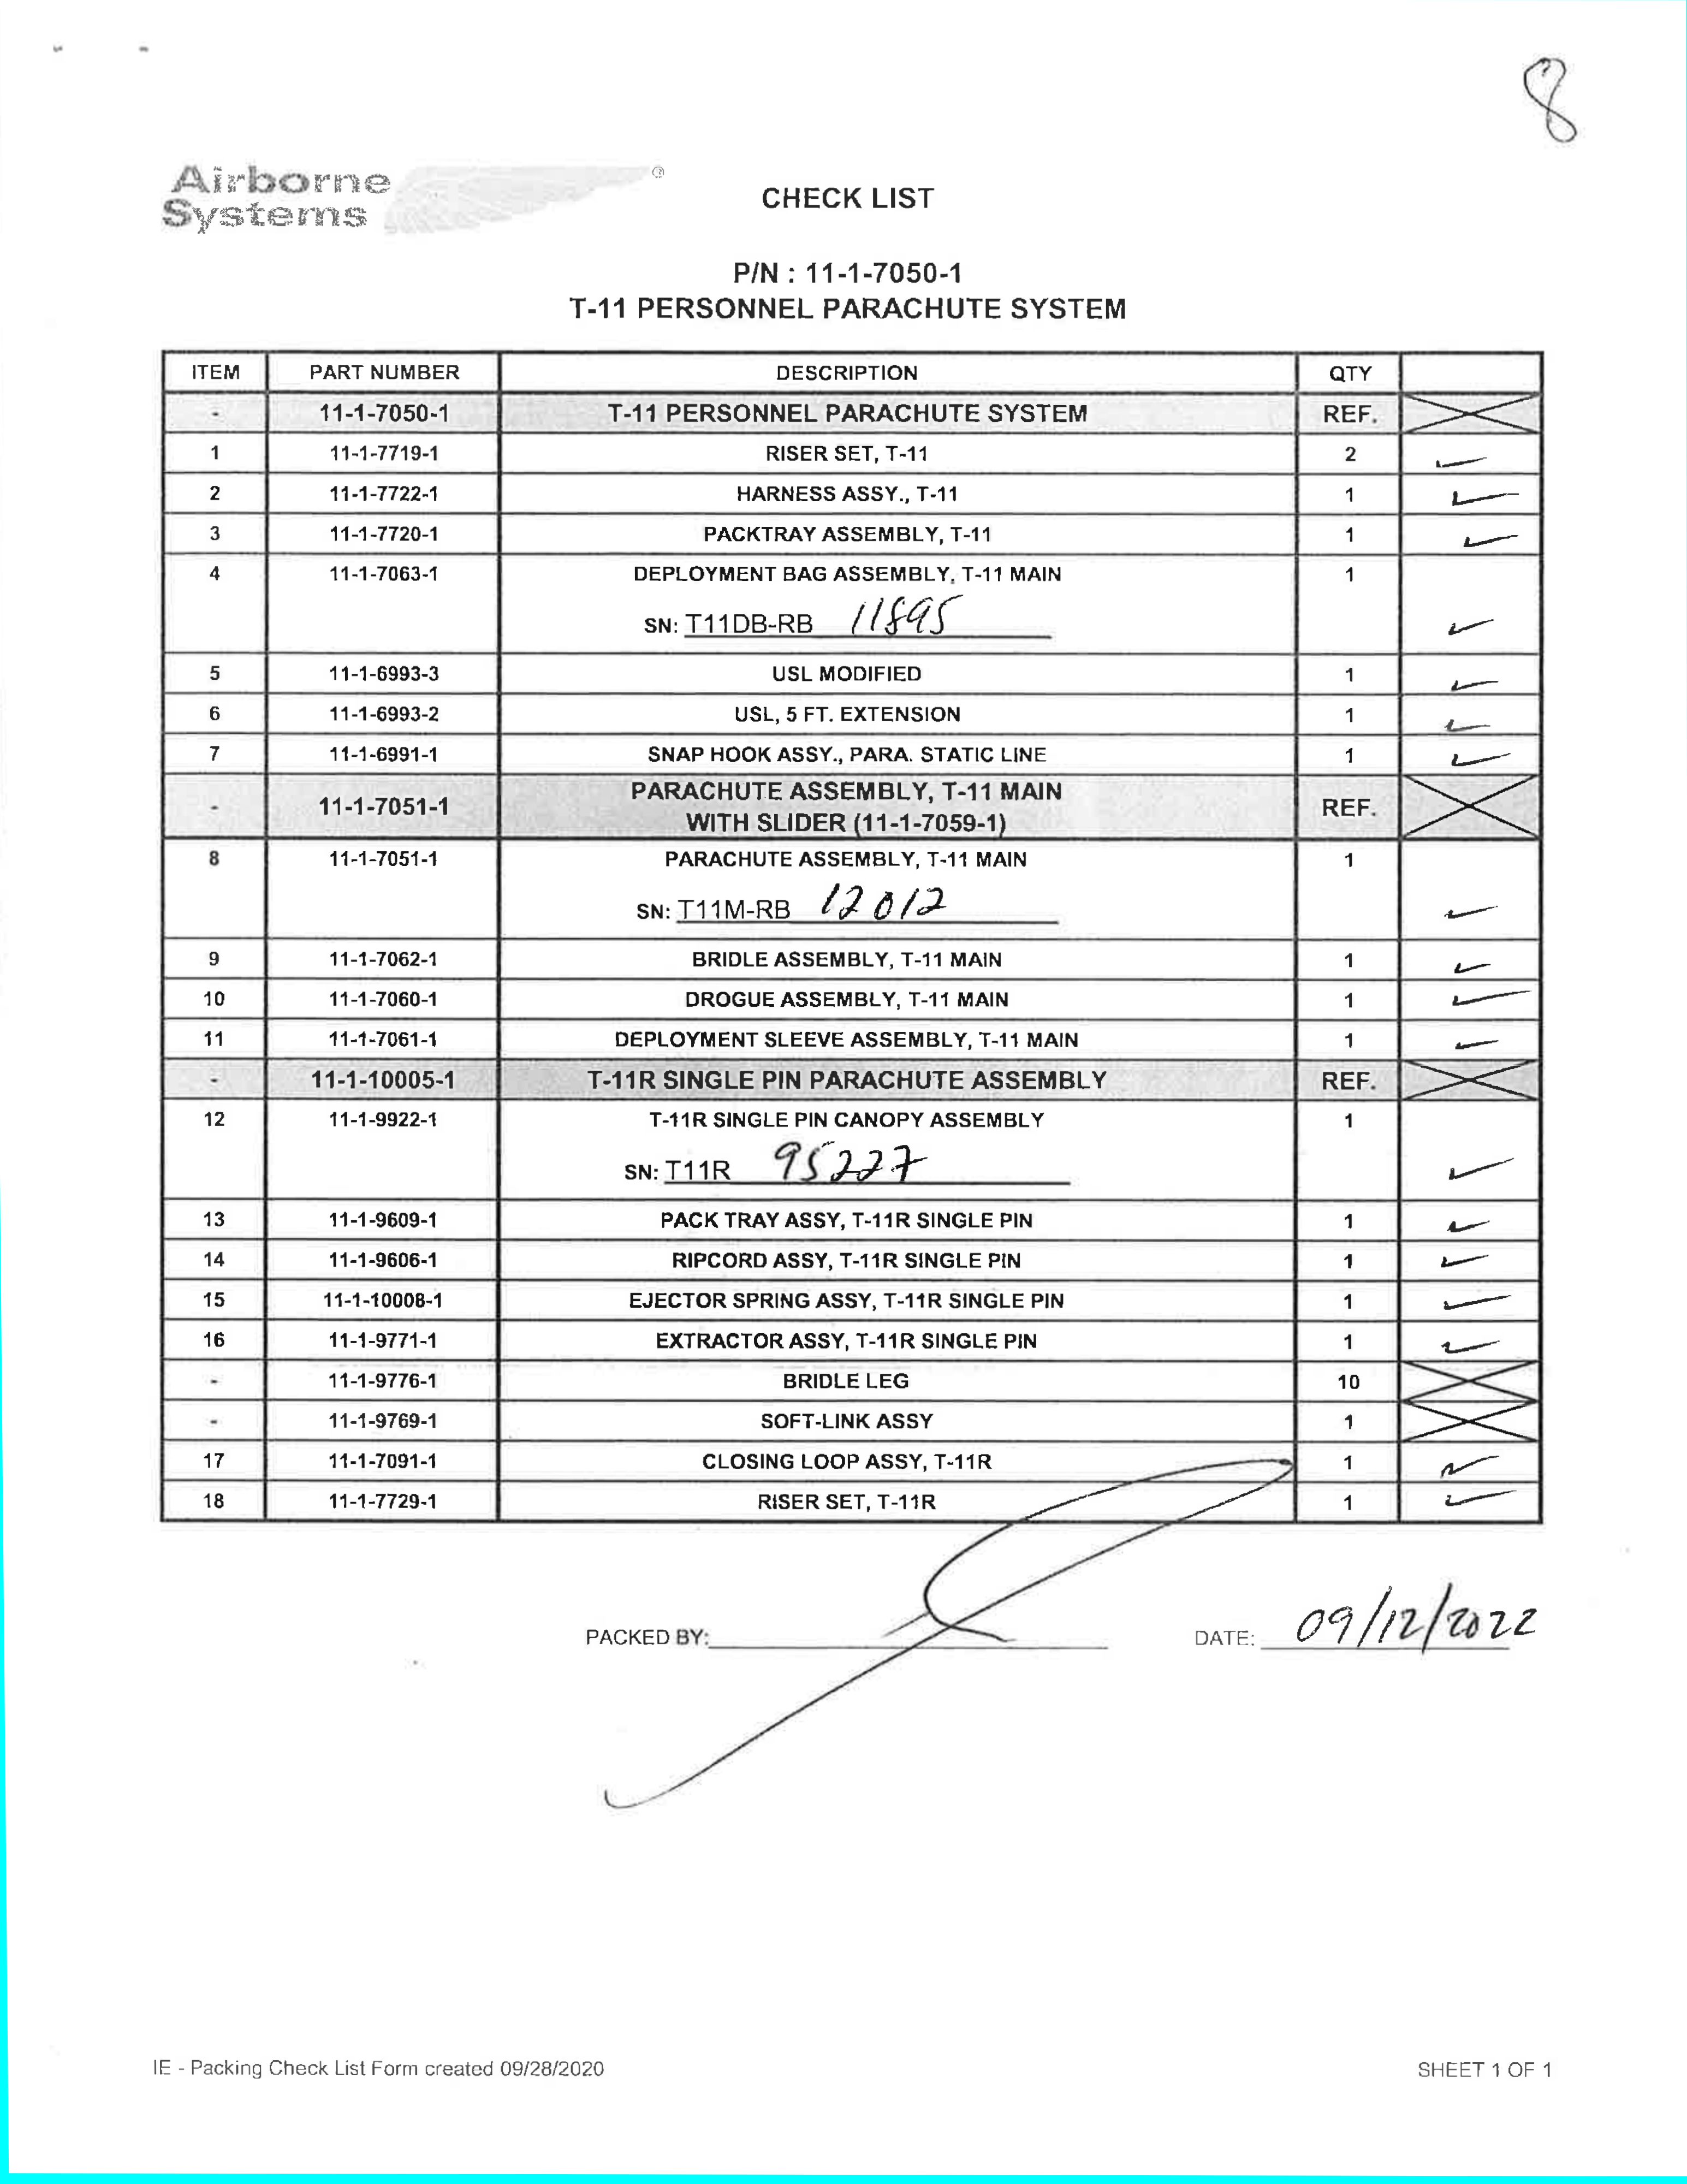 8
Airborne
Systems ®
CHECK LIST
P/N : 11-1-7050-1
T-11 PERSONNEL PARACHUTE SYSTEM
ITEM PART NUMBER DESCRIPTION QTY
- 11-1-7050-1 T-11 PERSONNEL PARACHUTE SYSTEM REF.
1 11-1-7719-1 RISER SET, T-11 2
2 11-1-7722-1 HARNESS ASSY., T-11 1
3 11-1-7720-1 PACKTRAY ASSEMBLY, T-11 1
4 11-1-7063-1 DEPLOYMENT BAG ASSEMBLY, T-11 MAIN 1
SN: T11DB-RB 11895
5 11-1-6993-3 USL MODIFIED 1
6 11-1-6993-2 USL, 5 FT. EXTENSION 1
7 11-1-6991-1 SNAP HOOK ASSY., PARA. STATIC LINE 1
- 11-1-7051-1 PARACHUTE ASSEMBLY, T-11 MAIN REF.
WITH SLIDER (11-1-7059-1)
8 11-1-7051-1 PARACHUTE ASSEMBLY, T-11 MAIN 1
SN: T11M-RB 12012
9 11-1-7062-1 BRIDLE ASSEMBLY, T-11 MAIN 1
10 11-1-7060-1 DROGUE ASSEMBLY, T-11 MAIN 1
11 11-1-7061-1 DEPLOYMENT SLEEVE ASSEMBLY, T-11 MAIN 1
- 11-1-10005-1 T-11R SINGLE PIN PARACHUTE ASSEMBLY REF.
12 11-1-9922-1 T-11R SINGLE PIN CANOPY ASSEMBLY 1
SN: T11R 95227
13 11-1-9609-1 PACK TRAY ASSY, T-11R SINGLE PIN 1
14 11-1-9606-1 RIPCORD ASSY, T-11R SINGLE PIN 1
15 11-1-10008-1 EJECTOR SPRING ASSY, T-11R SINGLE PIN 1
16 11-1-9771-1 EXTRACTOR ASSY, T-11R SINGLE PIN 1
- 11-1-9776-1 BRIDLE LEG 10
- 11-1-9769-1 SOFT-LINK ASSY 1
17 11-1-7091-1 CLOSING LOOP ASSY, T-11R 1
18 11-1-7729-1 RISER SET, T-11R 1
PACKED BY: DATE: 09/12/2022
IE - Packing Check List Form created 09/28/2020 SHEET 1 OF 1